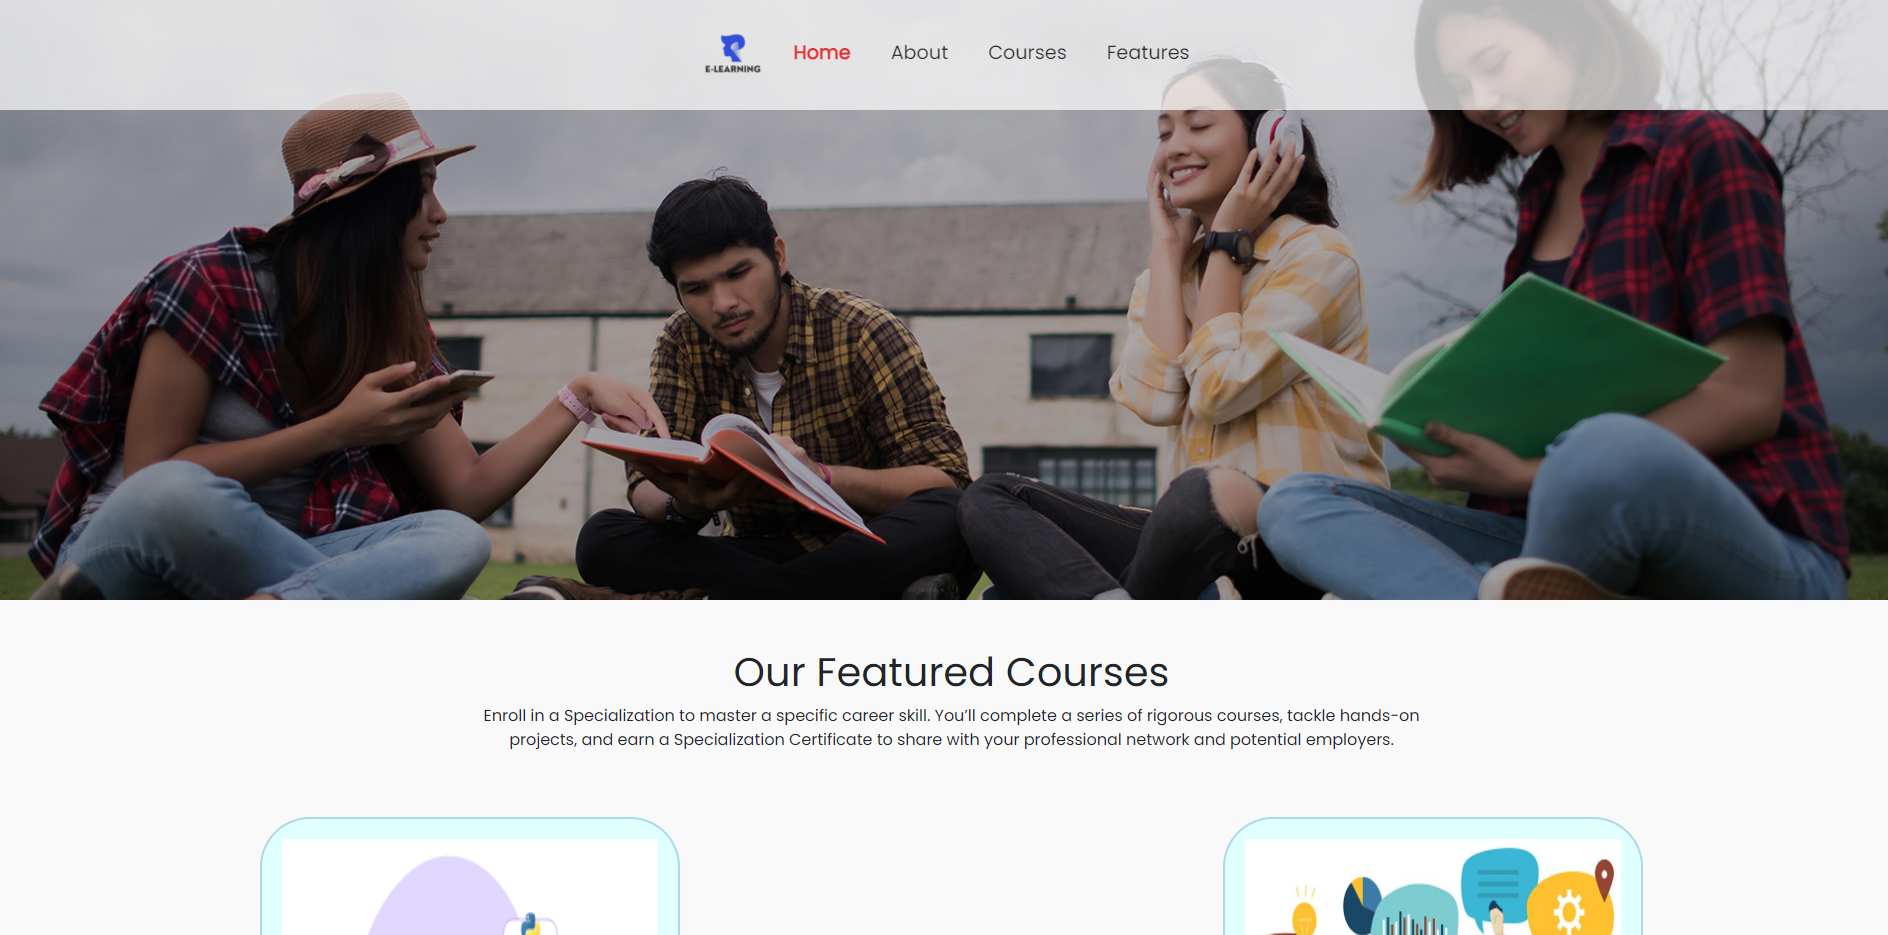 E-LEARNING
Home
About
Courses
Features
Our Featured Courses
Enroll in a Specialization to master a specific career skill. You’ll complete a series of rigorous courses, tackle hands-on
projects, and earn a Specialization Certificate to share with your professional network and potential employers.